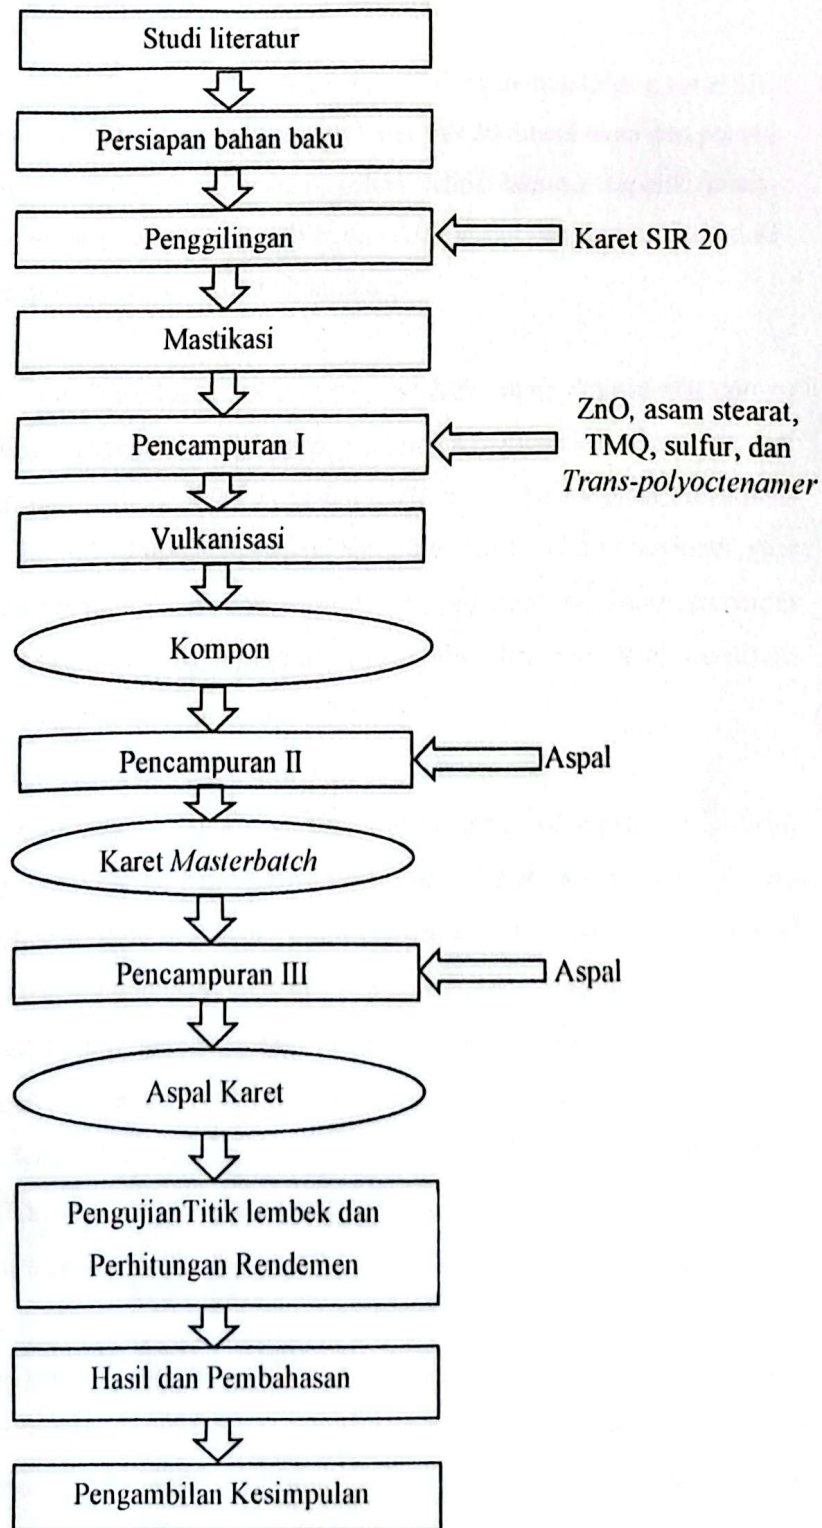 Studi literatur
Persiapan bahan baku
Penggilingan
Karet SIR 20
Mastikasi
Pencampuran I
ZnO, asam stearat,
TMQ, sulfur, dan
Trans-polyoctenamer
Vulkanisasi
Kompon
Pencampuran II
Aspal
Karet Masterbatch
Pencampuran III
Aspal
Aspal Karet
PengujianTitik lembek dan
Perhitungan Rendemen
Hasil dan Pembahasan
Pengambilan Kesimpulan